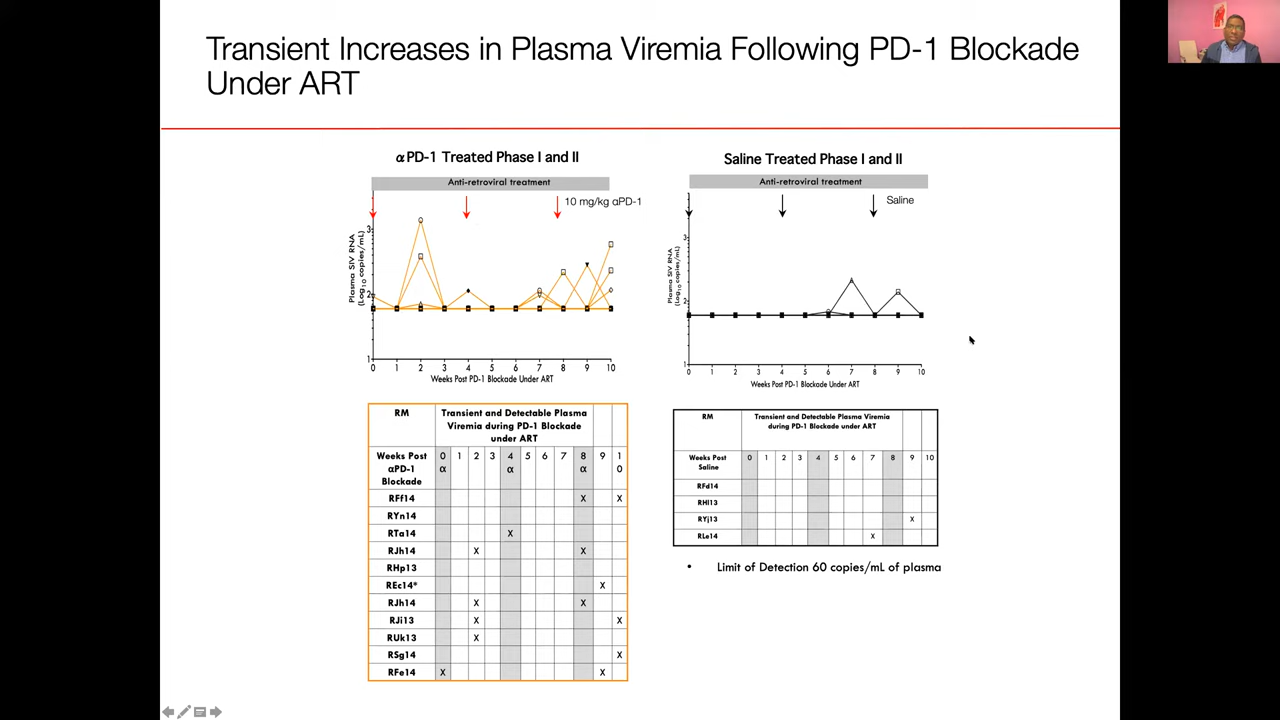 Transient Increases in Plasma Viremia Following PD-1 Blockade
Under ART
αPD-1 Treated Phase I and II
Anti-retroviral treatment
10 mg/kg αPD-1
Plasma SIV RNA
(Log10 copies/mL)
3
2
1
0 1 2 3 4 5 6 7 8 9 10
Weeks Post PD-1 Blockade Under ART
Saline Treated Phase I and II
Anti-retroviral treatment
Saline
Plasma SIV RNA
(Log10 copies/mL)
3
2
1
0 1 2 3 4 5 6 7 8 9 10
Weeks Post PD-1 Blockade Under ART
RM Transient and Detectable Plasma
Viremia during PD-1 Blockade
under ART
Weeks Post 0 1 2 3 4 5 6 7 8 9 1
αPD-1 α α α 0
Blockade
RFf14 X X
RYn14
RTa14 X
RJh14 X X
RHp13
REc14* X
RJh14 X X
RJi13 X X
RUk13 X
RSg14 X
RFe14 X X
RM Transient and Detectable Plasma Viremia
during PD-1 Blockade under ART
Weeks Post 0 1 2 3 4 5 6 7 8 9 10
Saline
RFd14
RHl13
RYj13 X
RLe14 X
• Limit of Detection 60 copies/mL of plasma